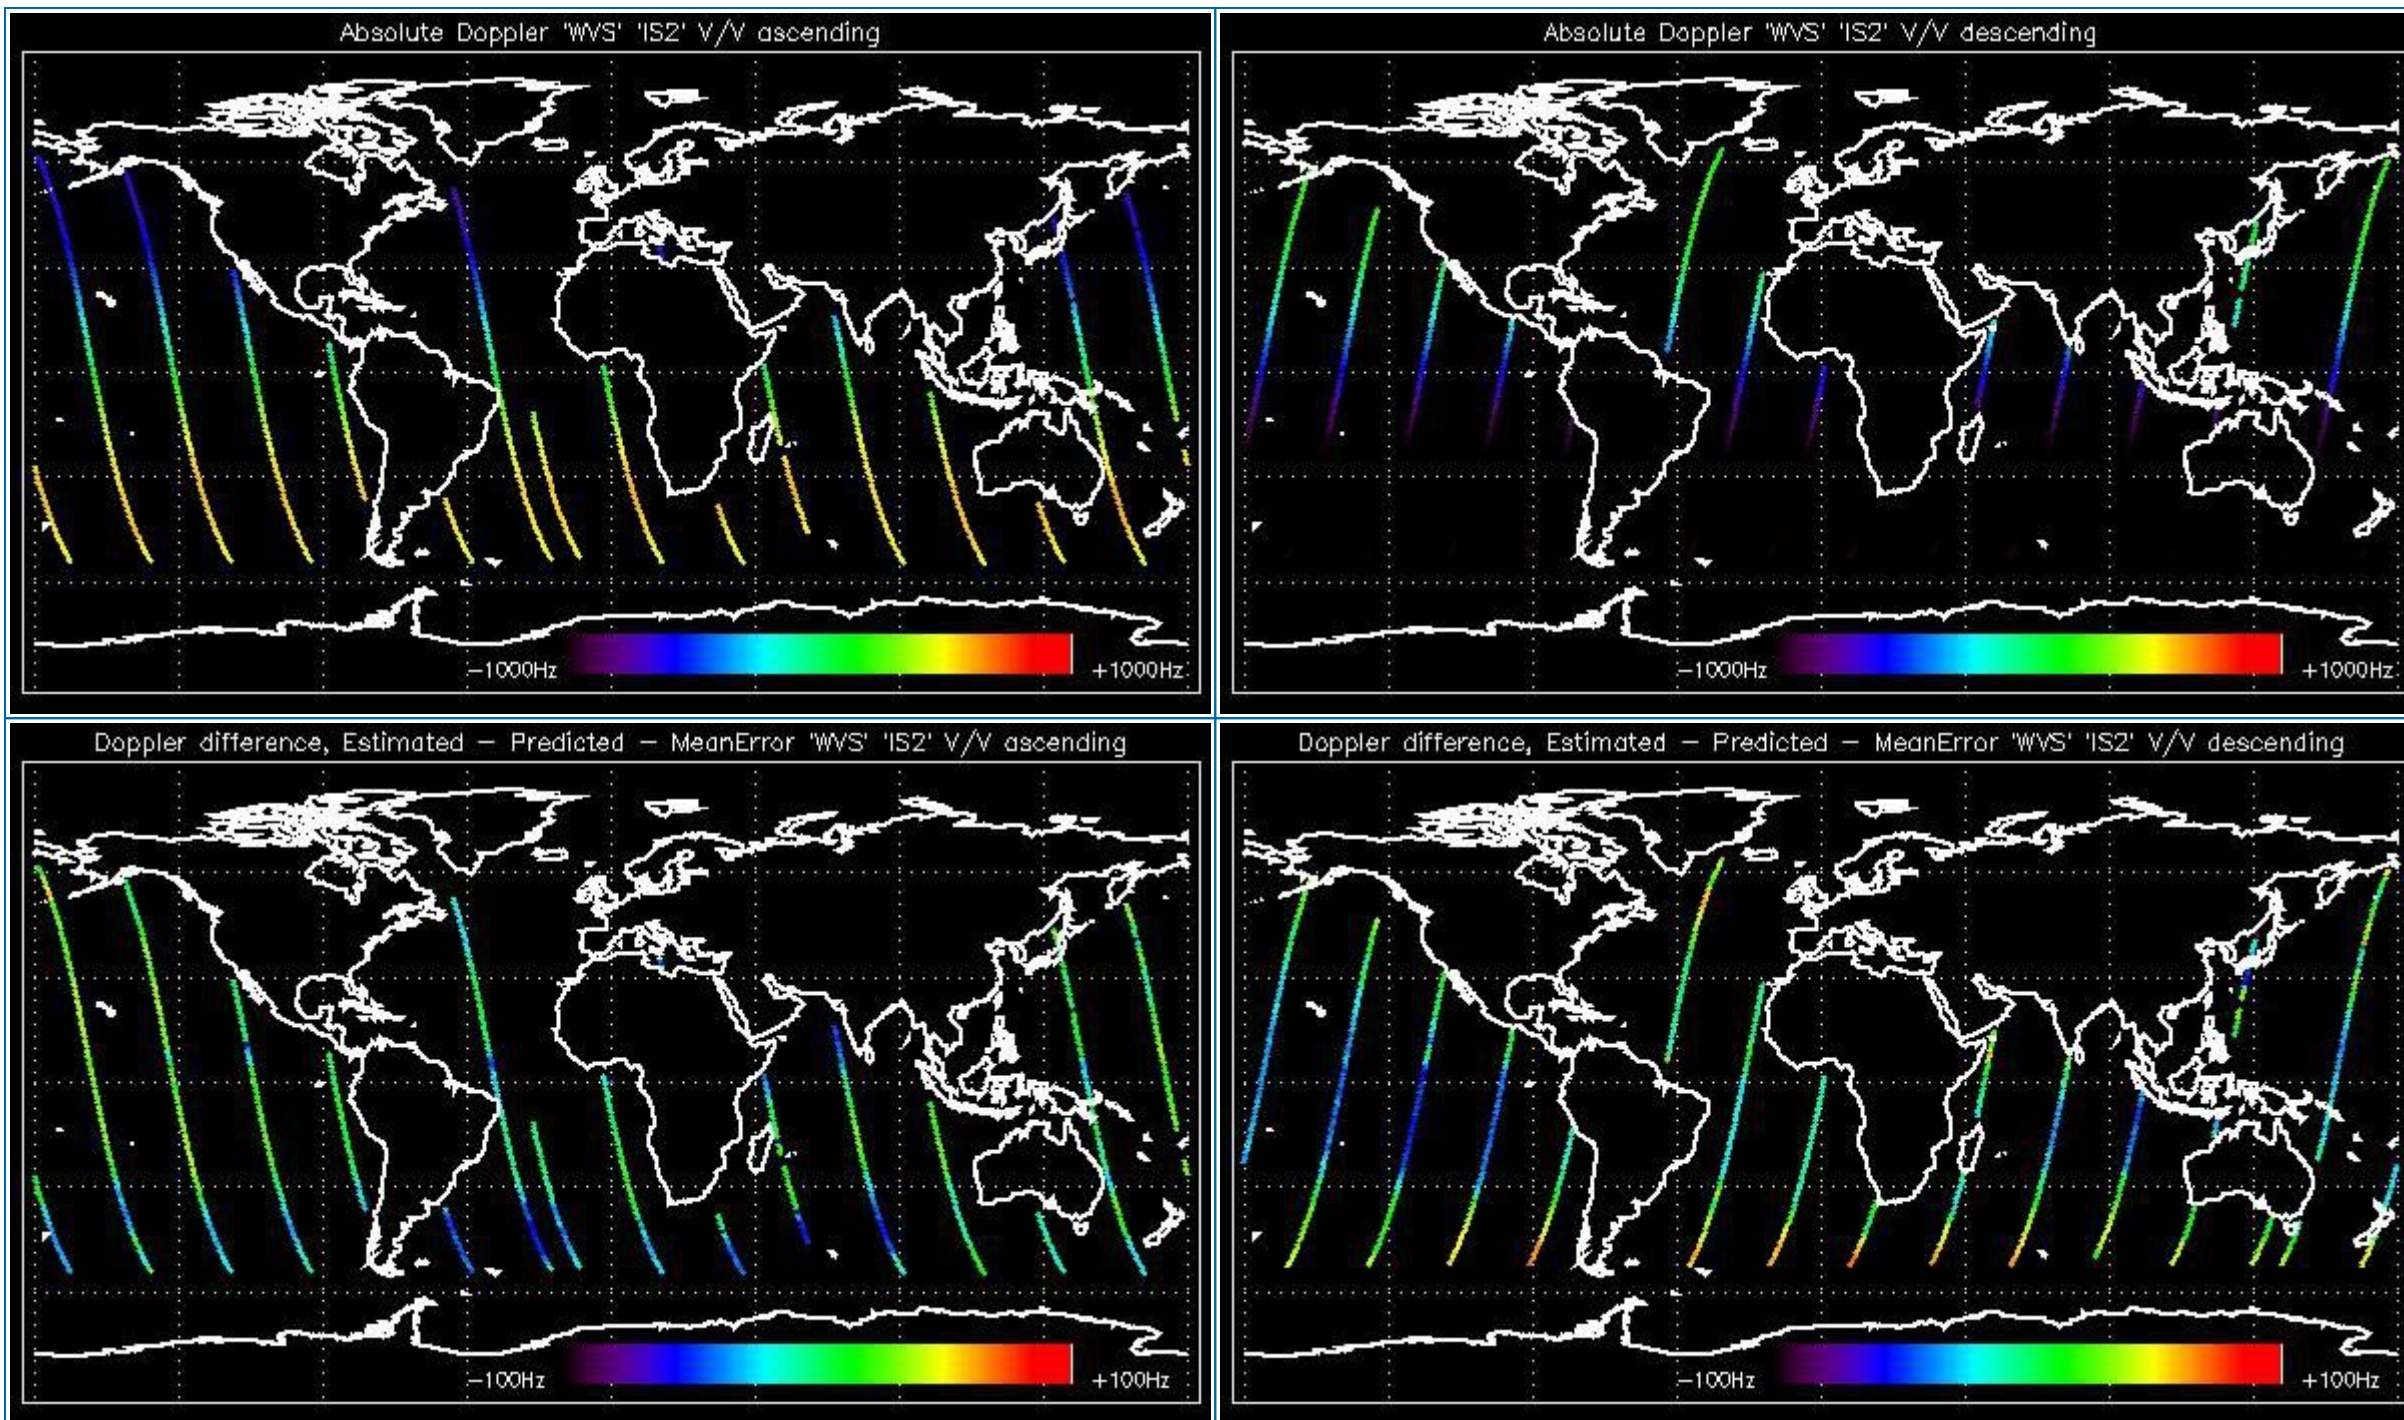 Absolute Doppler 'WVS' 'IS2' V/V ascending
-1000Hz
+1000Hz
Absolute Doppler 'WVS' 'IS2' V/V descending
-1000Hz
+1000Hz
Doppler difference, Estimated - Predicted - MeanError 'WVS' 'IS2' V/V ascending
-100Hz
+100Hz
Doppler difference, Estimated - Predicted - MeanError 'WVS' 'IS2' V/V descending
-100Hz
+100Hz